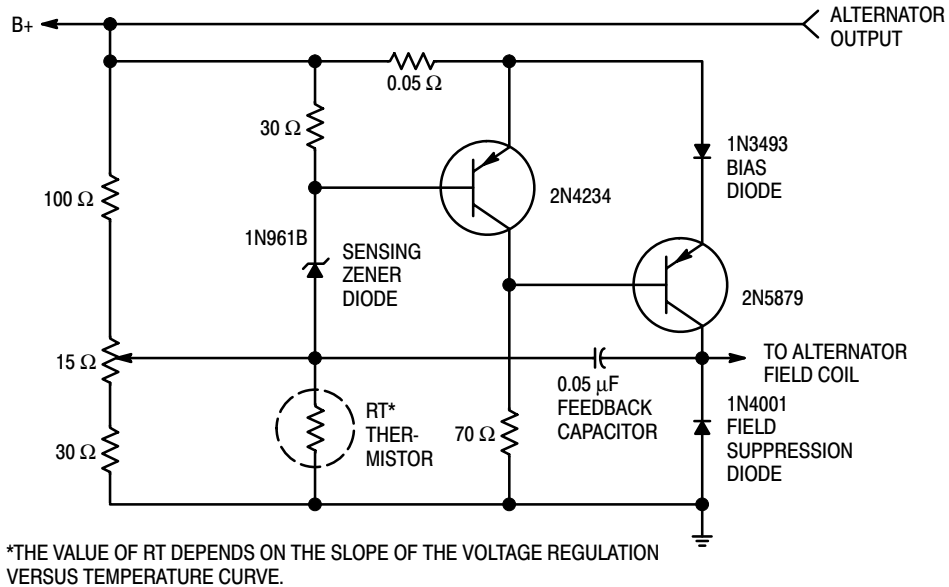 B+
ALTERNATOR
OUTPUT
0.05 Ω
30 Ω
1N3493
BIAS
DIODE
100 Ω
2N4234
1N961B
SENSING
ZENER
DIODE
2N5879
15 Ω
TO ALTERNATOR
FIELD COIL
0.05 μF
FEEDBACK
CAPACITOR
RT*
THER-
MISTOR
70 Ω
1N4001
FIELD
SUPPRESSION
DIODE
30 Ω
*THE VALUE OF RT DEPENDS ON THE SLOPE OF THE VOLTAGE REGULATION
VERSUS TEMPERATURE CURVE.